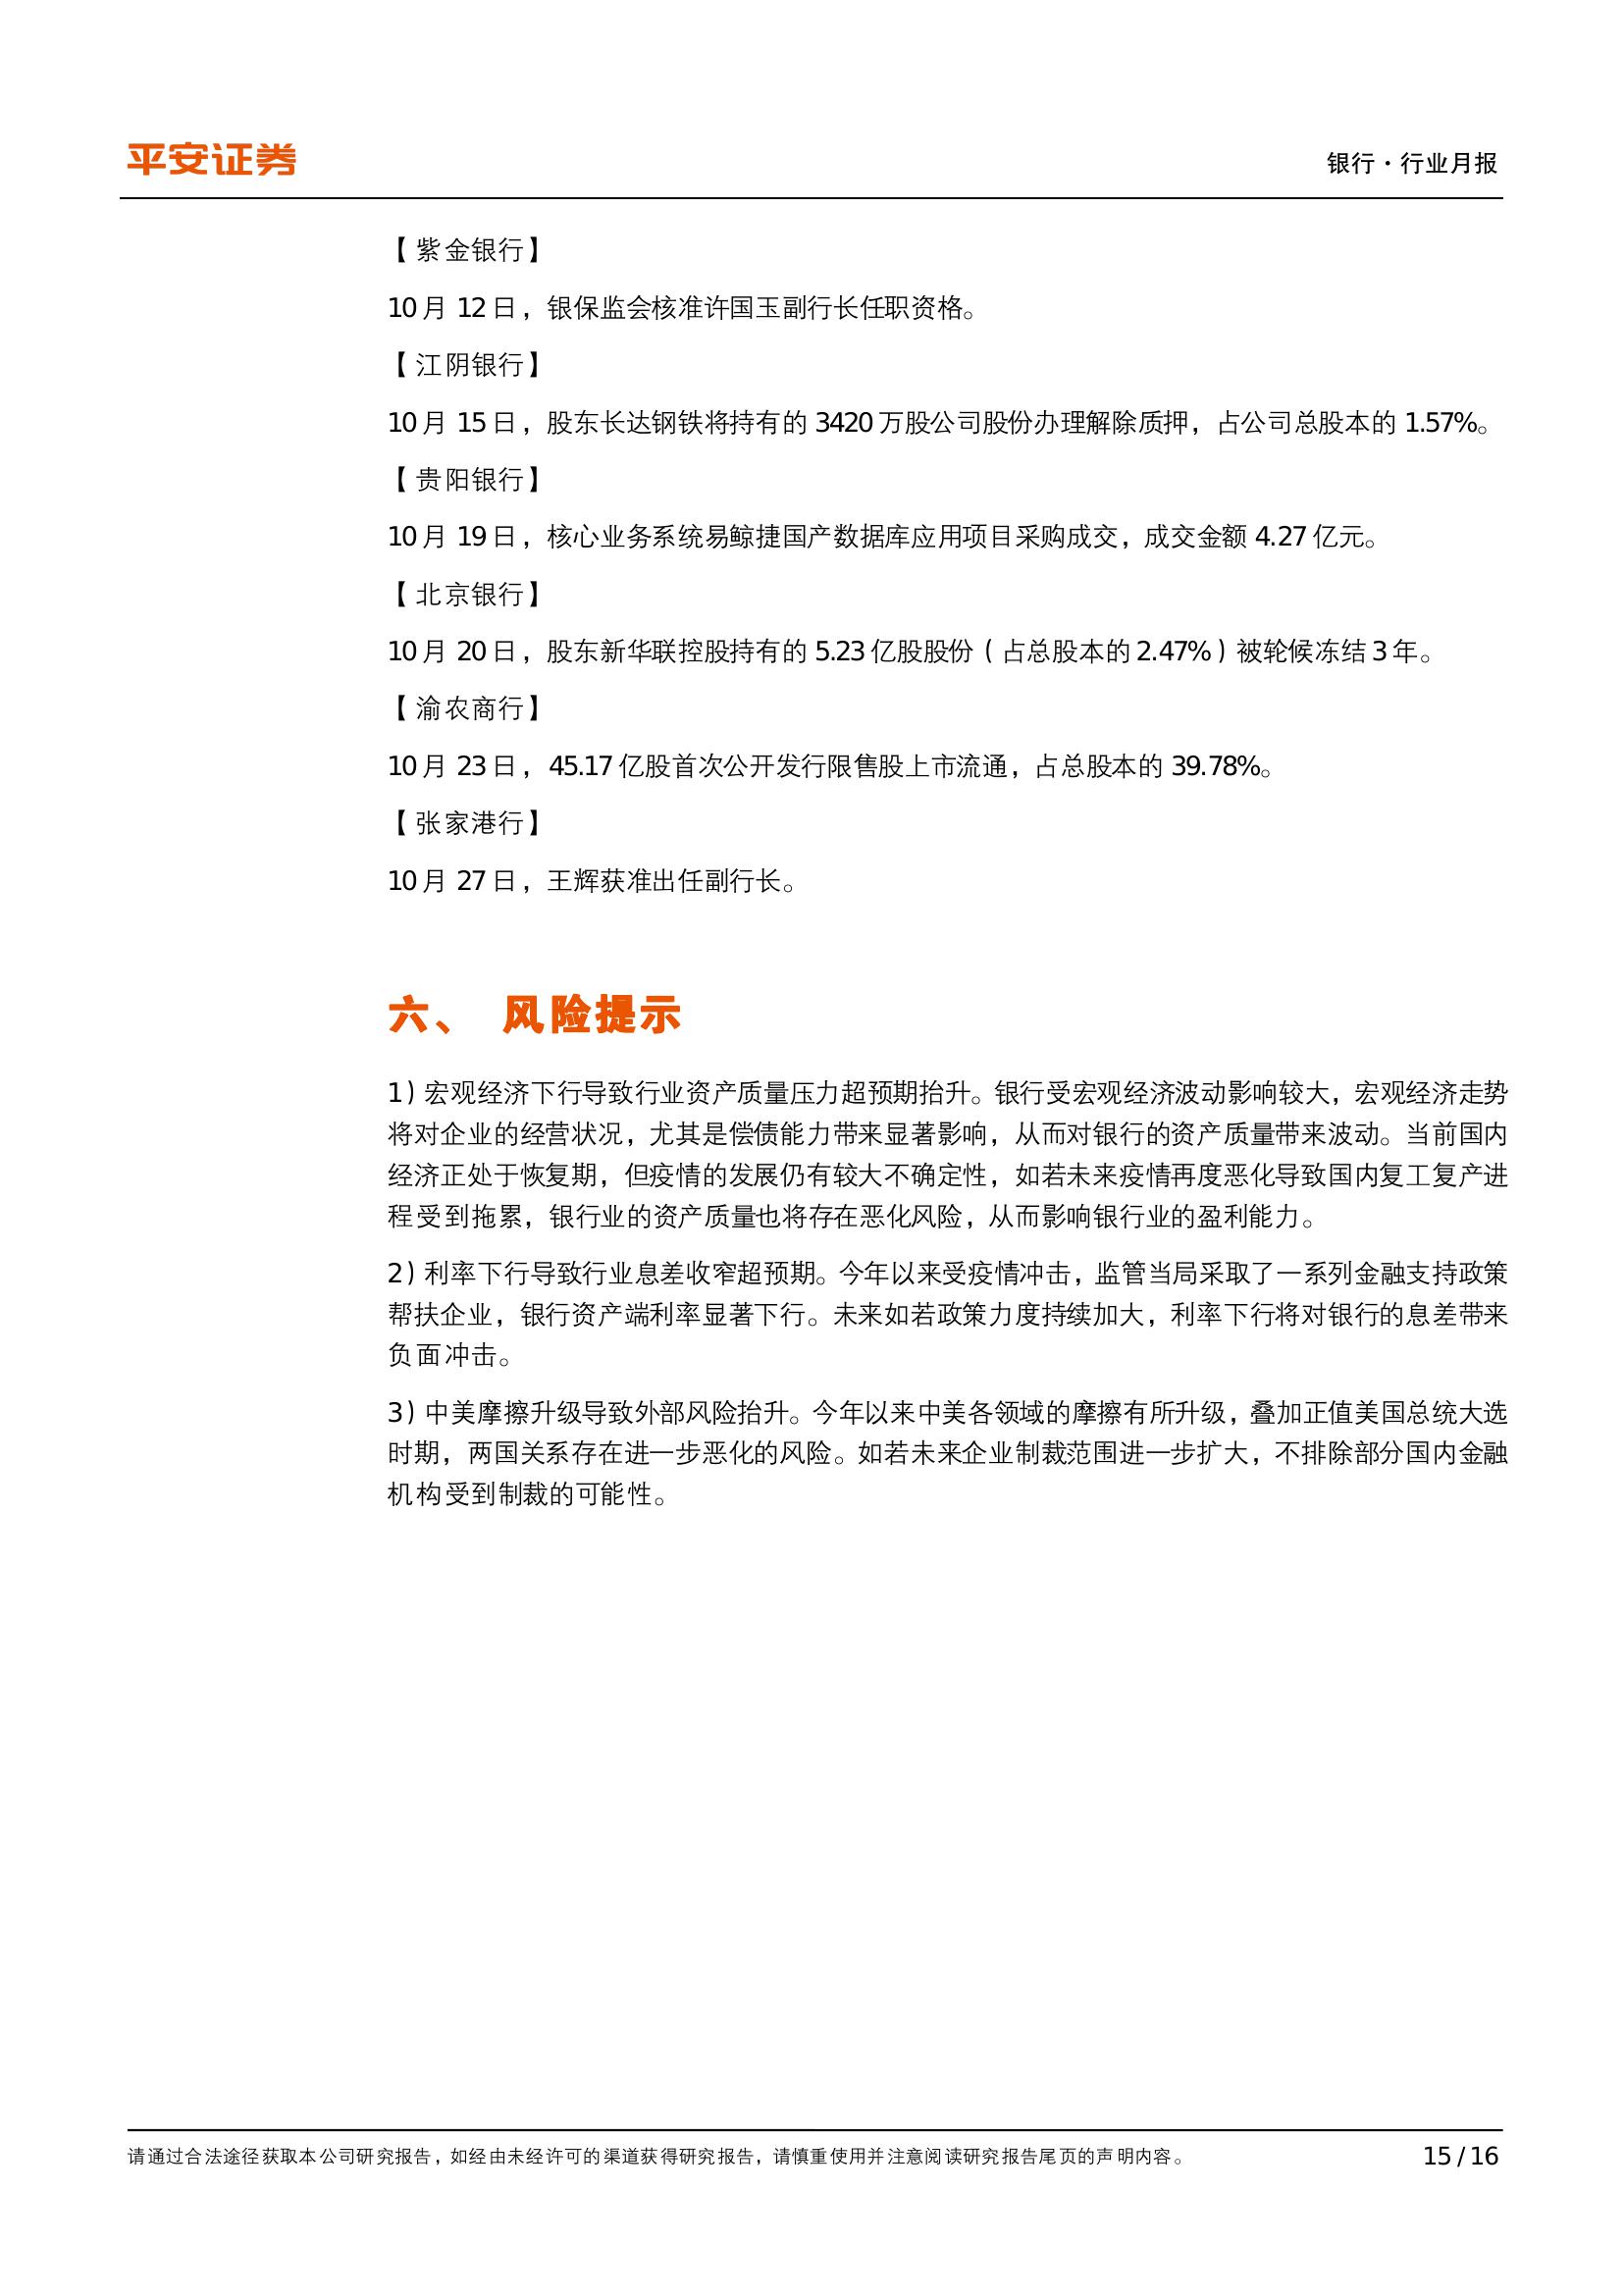 平安证券
银行·行业月报
【紫金银行】
10月12日，银保监会核准许国玉副行长任职资格。
【江阴银行】
10月15日，股东长达钢铁将持有的3420万股公司股份办理解除质押，占公司总股本的1.57%。
【贵阳银行】
10月19日，核心业务系统易鲸捷国产数据库应用项目采购成交，成交金额4.27亿元。
【北京银行】
10月20日，股东新华联控股持有的5.23亿股股份（占总股本的2.47%）被轮候冻结3年。
【渝农商行】
10月23日，45.17亿股首次公开发行限售股上市流通，占总股本的39.78%。
【张家港行】
10月27日，王辉获准出任副行长。
六、 风险提示
1）宏观经济下行导致行业资产质量压力超预期抬升。银行受宏观经济波动影响较大，宏观经济走势
将对企业的经营状况，尤其是偿债能力带来显著影响，从而对银行的资产质量带来波动。当前国内
经济正处于恢复期，但疫情的发展仍有较大不确定性，如若未来疫情再度恶化导致国内复工复产进
程受到拖累，银行业的资产质量也将存在恶化风险，从而影响银行业的盈利能力。
2）利率下行导致行业息差收窄超预期。今年以来受疫情冲击，监管当局采取了一系列金融支持政策
帮扶企业，银行资产端利率显著下行。未来如若政策力度持续加大，利率下行将对银行的息差带来
负面冲击。
3）中美摩擦升级导致外部风险抬升。今年以来中美各领域的摩擦有所升级，叠加正值美国总统大选
时期，两国关系存在进一步恶化的风险。如若未来企业制裁范围进一步扩大，不排除部分国内金融
机构受到制裁的可能性。
请通过合法途径获取本公司研究报告，如经由未经许可的渠道获得研究报告，请慎重使用并注意阅读研究报告尾页的声明内容。
15 / 16